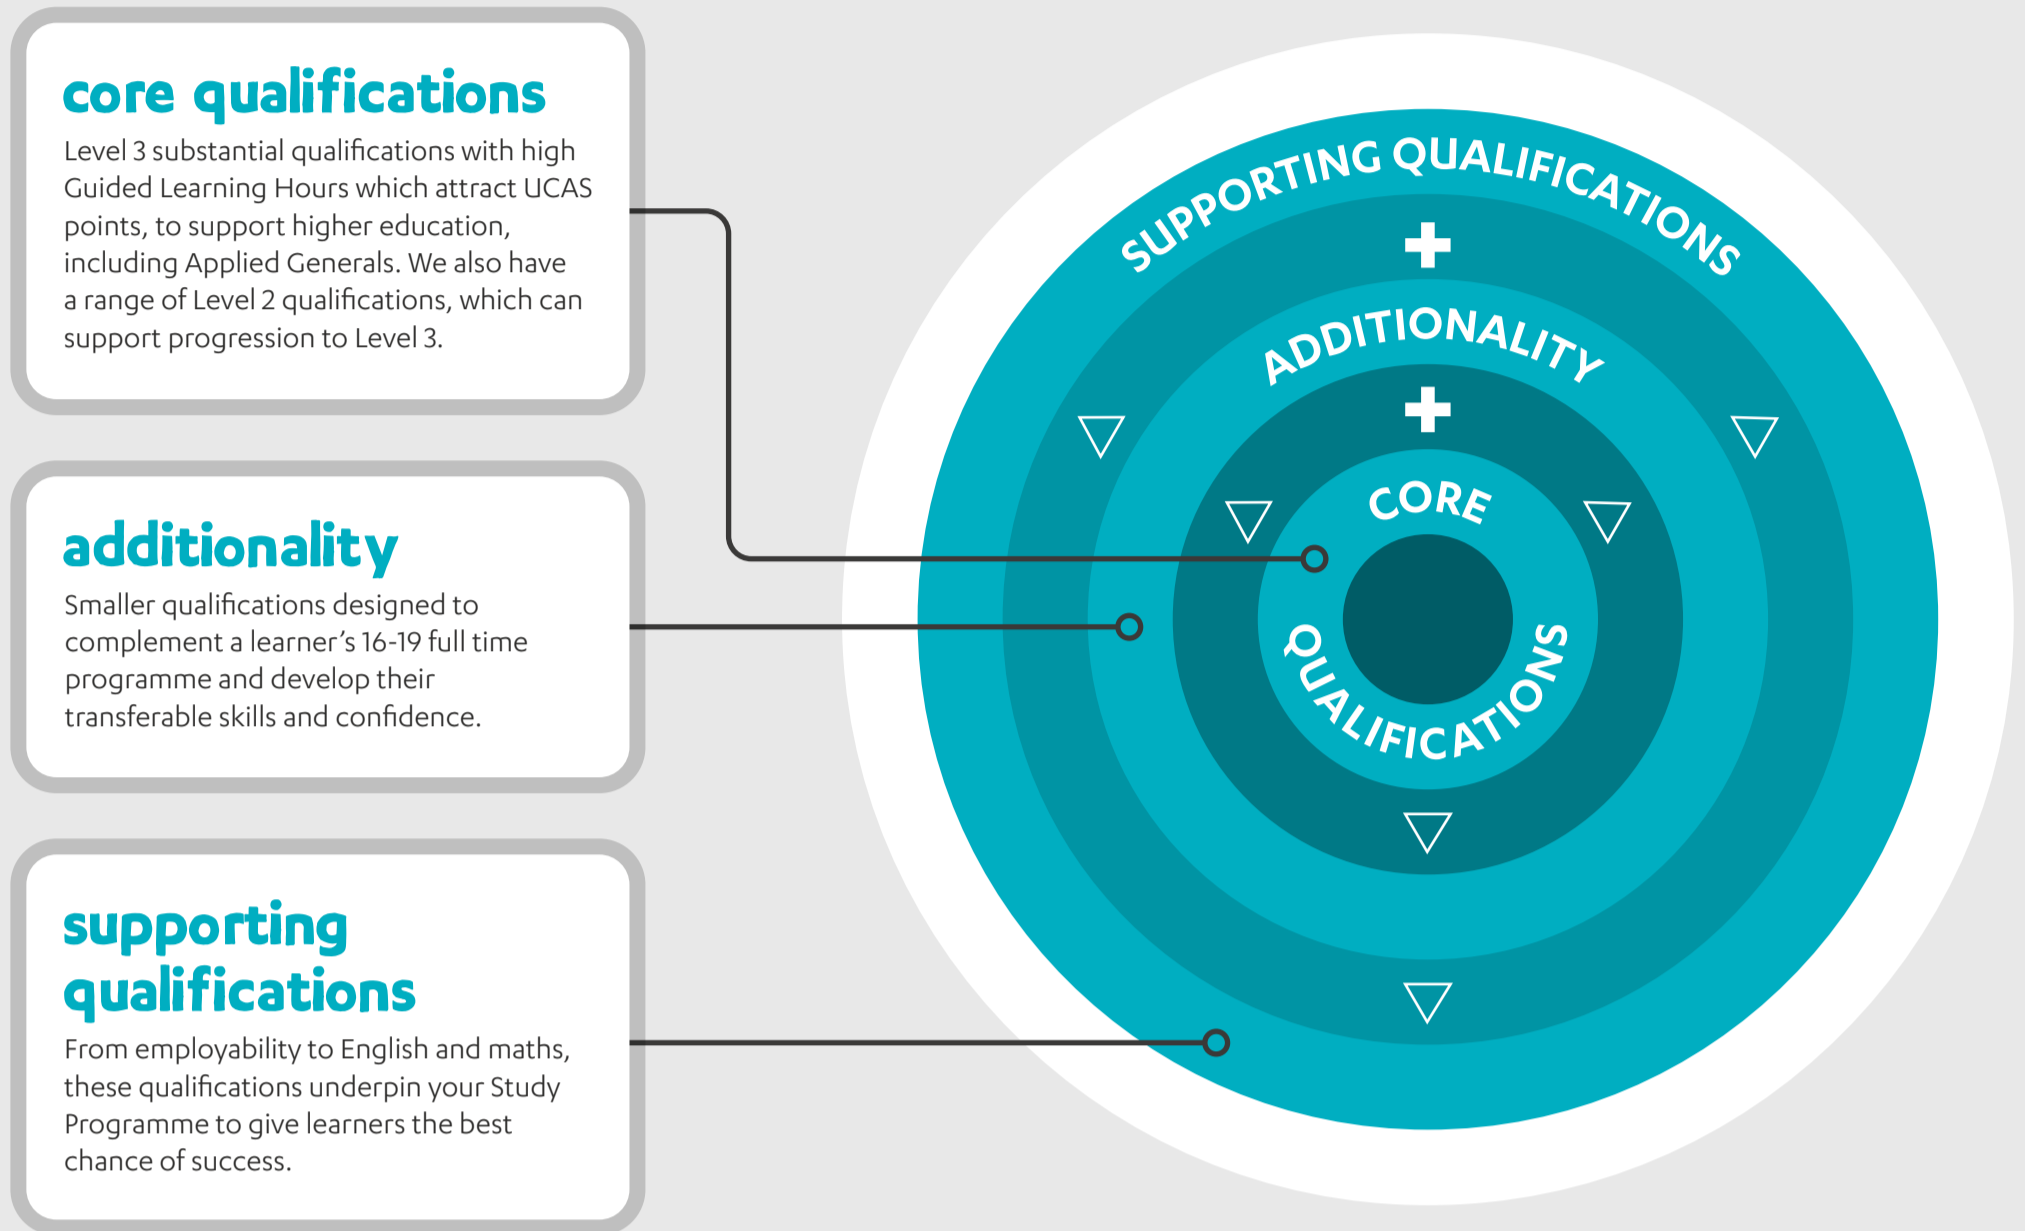 core qualifications
Level 3 substantial qualifications with high
Guided Learning Hours which attract UCAS
points, to support higher education,
including Applied Generals. We also have
a range of Level 2 qualifications, which can
support progression to Level 3.
additionality
Smaller qualifications designed to
complement a learner’s 16-19 full time
programme and develop their
transferable skills and confidence.
supporting
qualifications
From employability to English and maths,
these qualifications underpin your Study
Programme to give learners the best
chance of success.
SUPPORTING QUALIFICATIONS
ADDITIONALITY
CORE
QUALIFICATIONS